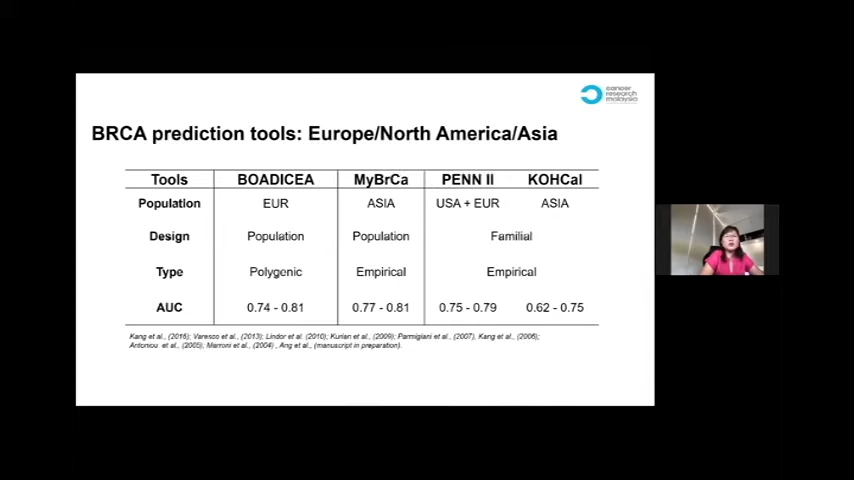 cancer
research
malaysia
BRCA prediction tools: Europe/North America/Asia
Tools BOADICEA MyBrCa PENN II KOHCal
Population EUR ASIA USA + EUR ASIA
Design Population Population Familial
Type Polygenic Empirical Empirical
AUC 0.74 - 0.81 0.77 - 0.81 0.75 - 0.79 0.62 - 0.75
Kang et al., (2016); Varesco et al., (2013); Lindor et al. (2010); Kurian et al., (2009); Parmigiani et al., (2007), Kang et al., (2006);
Antoniou et al., (2005); Marroni et al., (2004) , Ang et al., (manuscript in preparation).